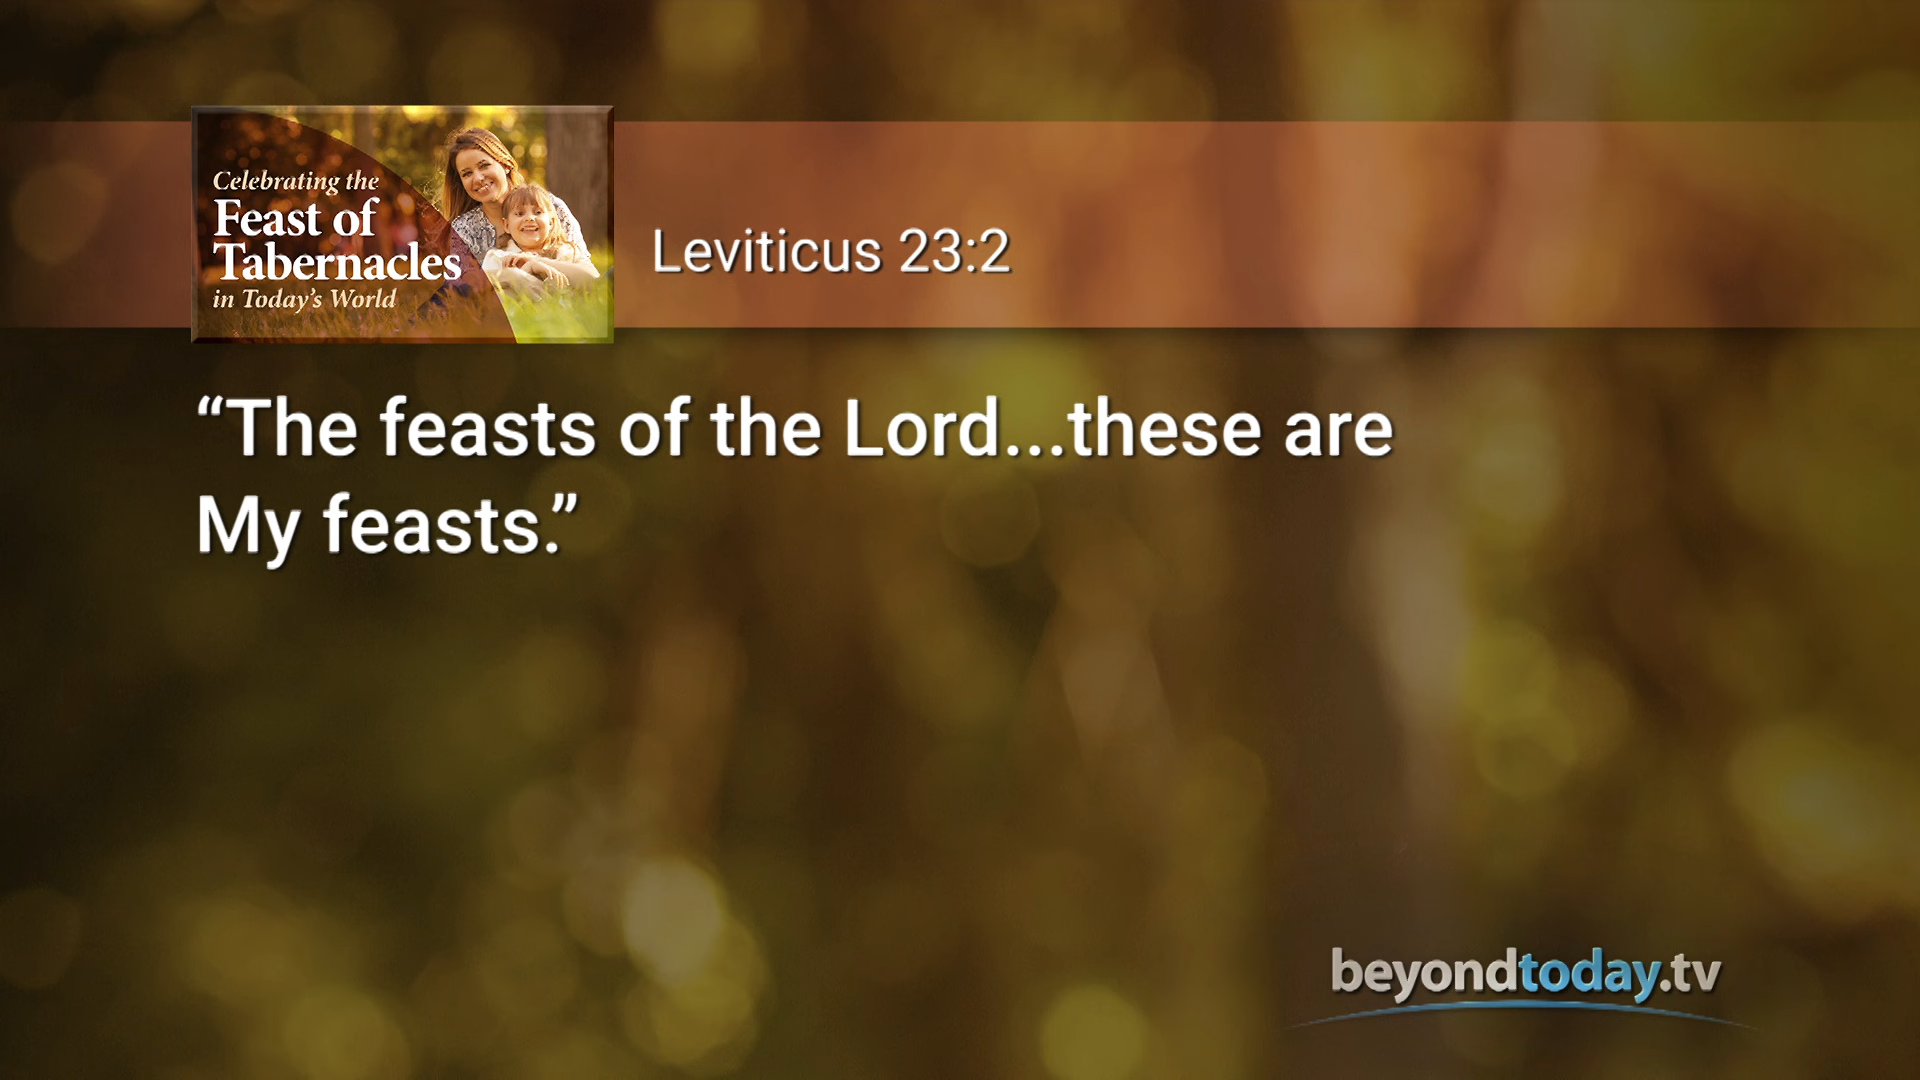 Celebrating the
Feast of
Tabernacles
in Today’s World
Leviticus 23:2
“The feasts of the Lord...these are
My feasts.”
beyondtoday.tv